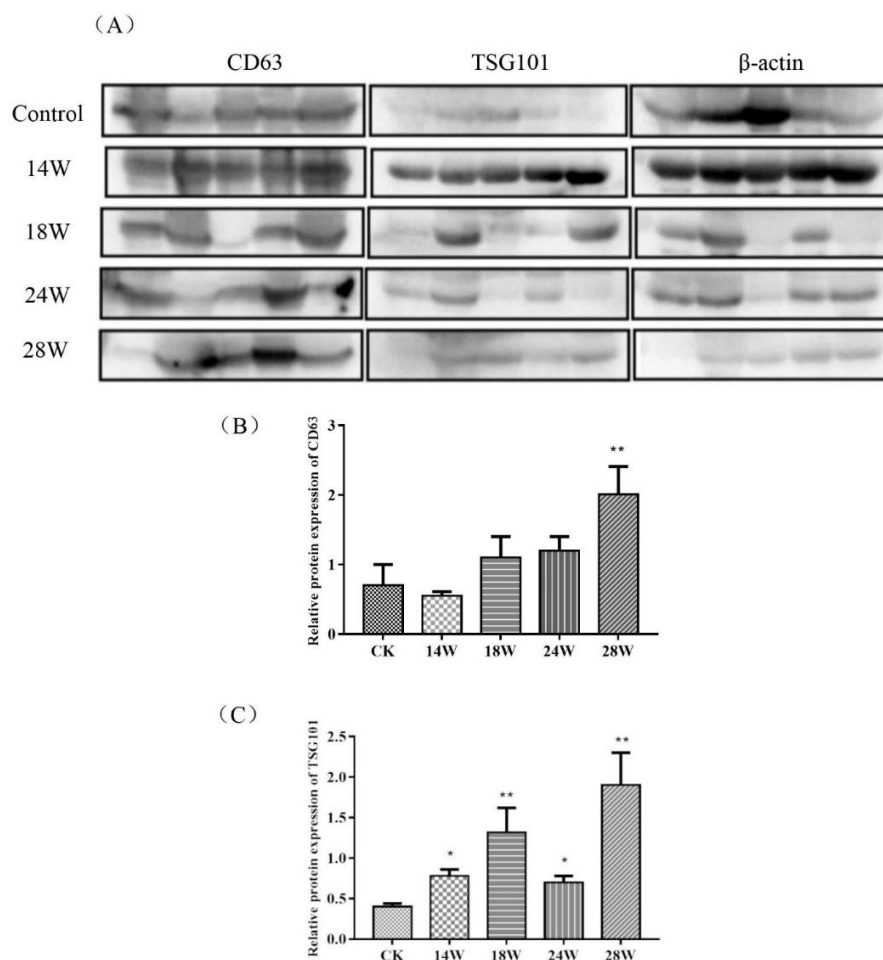 （A）
CD63 TSG101 β-actin
Control
14W
18W
24W
28W
（B）
Relative protein expression of CD63
3
2
1
0
**
CK 14W 18W 24W 28W
（C）
Relative protein expression of TSG101
2.5
2.0
1.5
1.0
0.5
0.0
* ** * **
CK 14W 18W 24W 28W